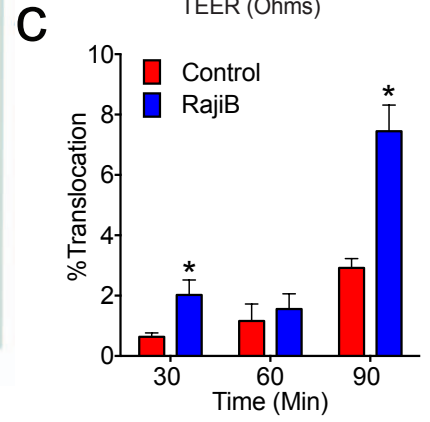 TEER (Ohms)
C
Control
RajiB
%Translocation
10
8
6
4
2
0
*
*
30 60 90
Time (Min)